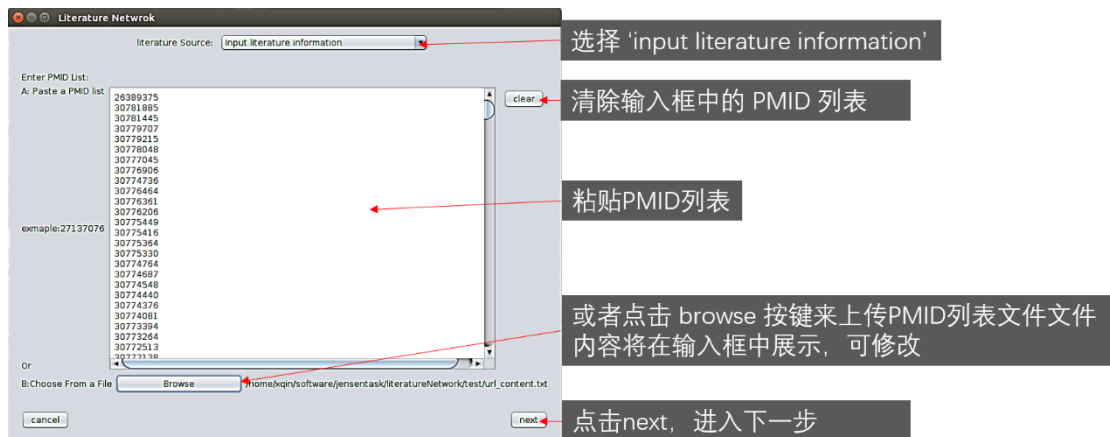 Literature Netwrok
literature Source: Input literature information
选择 ‘input literature information’
Enter PMID List:
A: Paste a PMID list
26389375
30781885
30781445
30779707
30779215
30778048
30777045
30776906
30774736
30776464
30776361
30776206
30775449
30775416
30775364
30775330
30774764
30774687
30774548
30774440
30774376
30774081
30773394
30773264
30772513
30772138
clear
清除输入框中的 PMID 列表
粘贴PMID列表
exmaple:27137076
或者点击 browse 按键来上传PMID列表文件文件
内容将在输入框中展示，可修改
Or
B:Choose From a File
Browse
/home/xqin/software/jensentask/literatureNetwork/test/url_content.txt
cancel
next
点击next，进入下一步